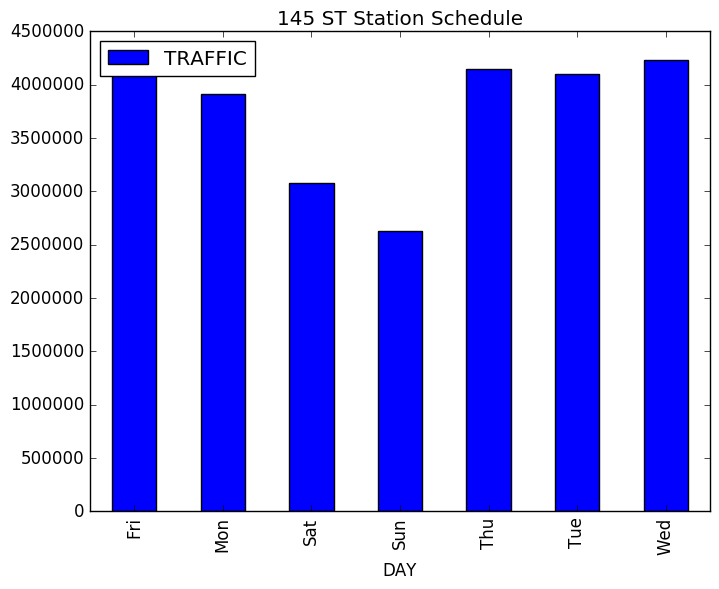 145 ST Station Schedule
TRAFFIC
4500000
4000000
3500000
3000000
2500000
2000000
1500000
1000000
500000
0
Fri
Mon
Sat
Sun
Thu
Tue
Wed
DAY